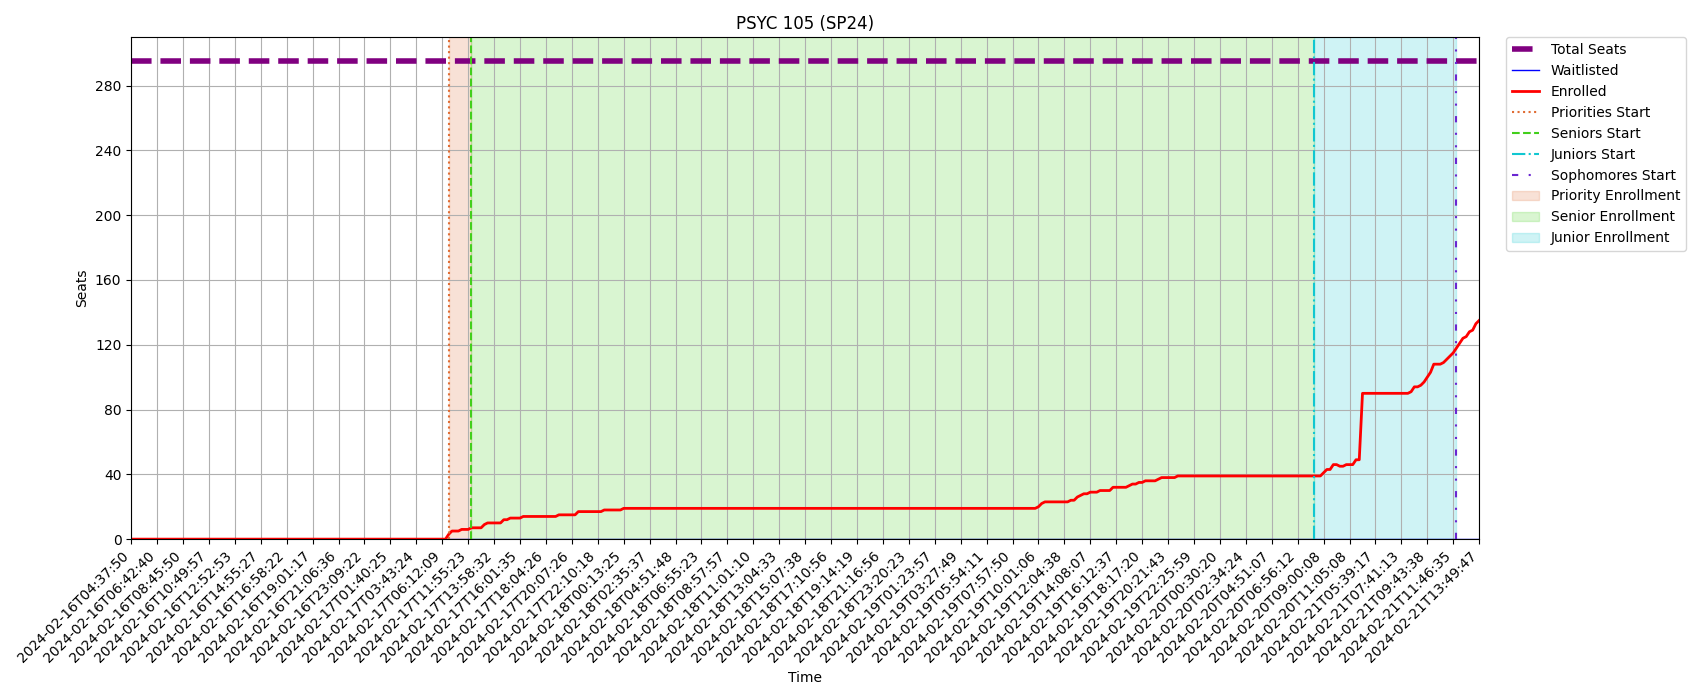 PSYC 105 (SP24)
Total Seats
Waitlisted
Enrolled
Priorities Start
Seniors Start
Juniors Start
Sophomores Start
Priority Enrollment
Senior Enrollment
Junior Enrollment
Seats
280
240
200
160
120
80
40
0
2024-02-16T04:37:50
2024-02-16T06:42:40
2024-02-16T08:45:50
2024-02-16T10:49:57
2024-02-16T12:52:53
2024-02-16T14:55:27
2024-02-16T16:58:22
2024-02-16T19:01:17
2024-02-16T21:06:36
2024-02-16T23:09:22
2024-02-17T01:40:25
2024-02-17T03:43:24
2024-02-17T06:12:09
2024-02-17T11:55:23
2024-02-17T13:58:32
2024-02-17T16:01:35
2024-02-17T18:04:26
2024-02-17T20:07:26
2024-02-17T22:10:18
2024-02-18T00:13:25
2024-02-18T02:35:37
2024-02-18T04:51:48
2024-02-18T06:55:23
2024-02-18T08:57:57
2024-02-18T11:01:10
2024-02-18T13:04:33
2024-02-18T15:07:38
2024-02-18T17:10:56
2024-02-18T19:14:19
2024-02-18T21:16:56
2024-02-18T23:20:23
2024-02-19T01:23:57
2024-02-19T03:27:49
2024-02-19T05:54:11
2024-02-19T07:57:50
2024-02-19T10:01:06
2024-02-19T12:04:38
2024-02-19T14:08:07
2024-02-19T16:12:37
2024-02-19T18:17:20
2024-02-19T20:21:43
2024-02-19T22:25:59
2024-02-20T00:30:20
2024-02-20T02:34:24
2024-02-20T04:51:07
2024-02-20T06:56:12
2024-02-20T09:00:08
2024-02-20T11:05:08
2024-02-21T05:39:17
2024-02-21T07:41:13
2024-02-21T09:43:38
2024-02-21T11:46:35
2024-02-21T13:49:47
Time